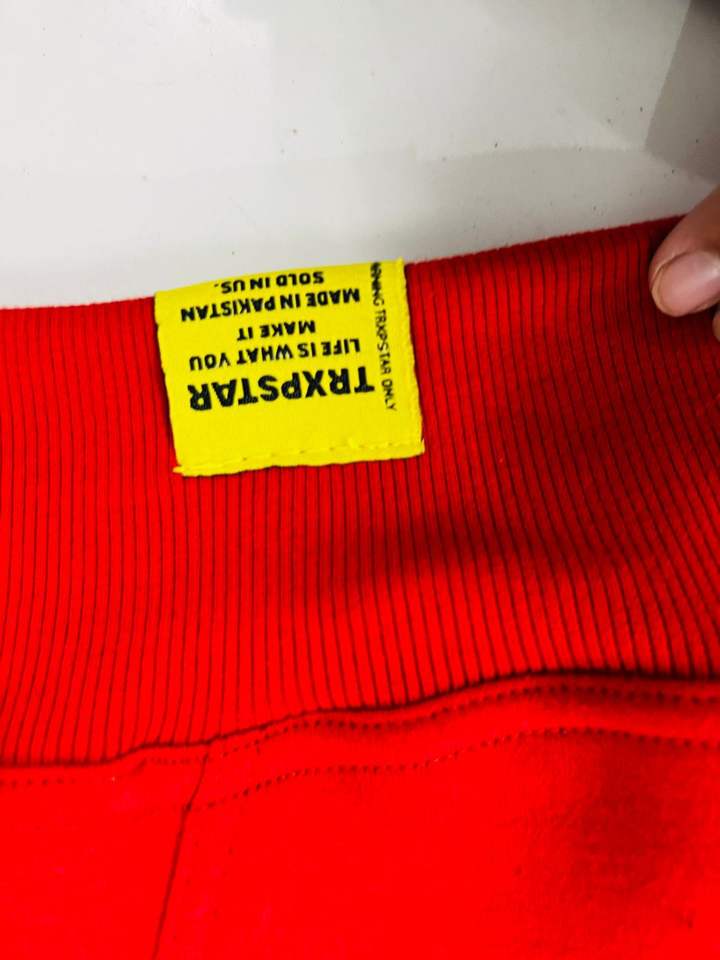 TRXPSTAR
LIFE IS WHAT YOU
MAKE IT
MADE IN PAKISTAN
SOLD IN US.
TRXPSTAR ONLY